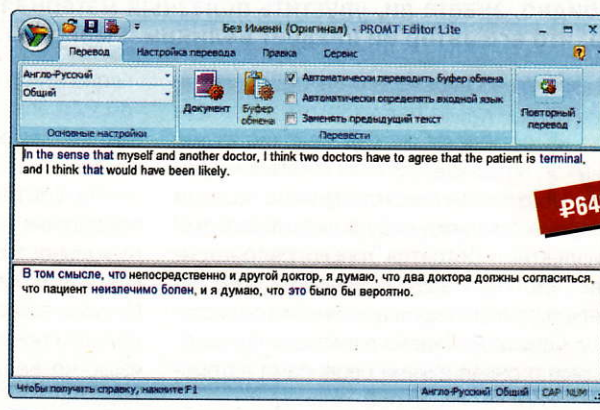 Без Имени (Оригинал) - PROMT Editor Lite
Перевод Настройка перевода Правка Сервис
Англо-Русский
Общий
Документ
Буфер обмена
Автоматически переводить буфер обмена
Автоматически определять входной язык
Заменять предыдущий текст
Повторный перевод
Основные настройки
Перевести
In the sense that myself and another doctor, I think two doctors have to agree that the patient is terminal,
and I think that would have been likely.
₽64
В том смысле, что непосредственно и другой доктор, я думаю, что два доктора должны согласиться,
что пациент неизлечимо болен, и я думаю, что это было бы вероятно.
Чтобы получить справку, нажмите F1
Англо-Русский Общий CAP NUM